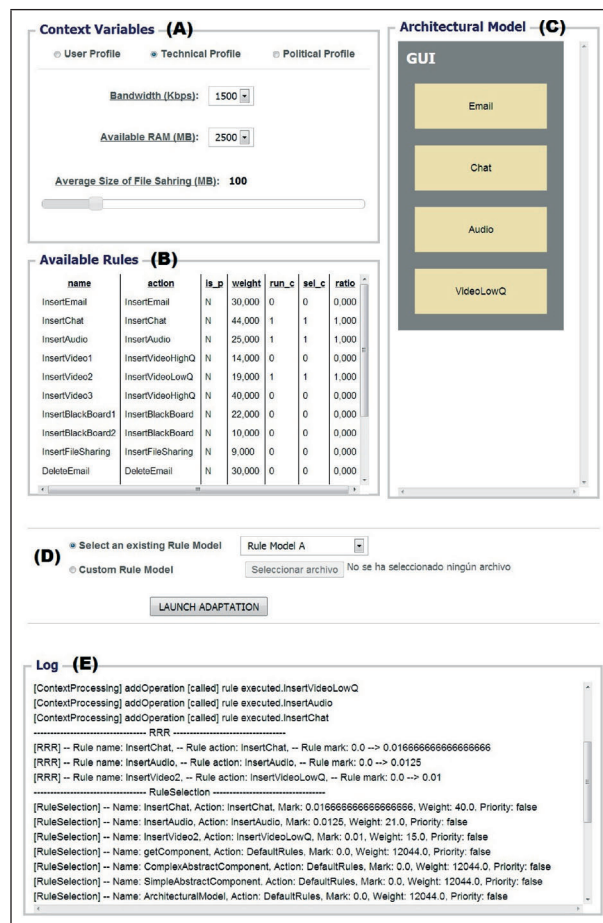 Context Variables (A)
User Profile Technical Profile Political Profile
Bandwidth (Kbps): 1500
Available RAM (MB): 2500
Average Size of File Sahring (MB): 100
Architectural Model (C)
GUI
Email
Chat
Audio
VideoLowQ
Available Rules (B)
name action is_p weight run_c sel_c ratio
InsertEmail InsertEmail N 30,000 0 0 0,000
InsertChat InsertChat N 44,000 1 1 1,000
InsertAudio InsertAudio N 25,000 1 1 1,000
InsertVideo1 InsertVideoHighQ N 14,000 0 0 0,000
InsertVideo2 InsertVideoLowQ N 19,000 1 1 1,000
InsertVideo3 InsertVideoHighQ N 40,000 0 0 0,000
InsertBlackBoard1 InsertBlackBoard N 22,000 0 0 0,000
InsertBlackBoard2 InsertBlackBoard N 10,000 0 0 0,000
InsertFileSharing InsertFileSharing N 9,000 0 0 0,000
DeleteEmail DeleteEmail N 30,000 0 0 0,000
(D) Select an existing Rule Model Rule Model A
Custom Rule Model Seleccionar archivo No se ha seleccionado ningún archivo
LAUNCH ADAPTATION
Log (E)
[ContextProcessing] addOperation [called] rule executed.InsertVideoLowQ
[ContextProcessing] addOperation [called] rule executed.InsertAudio
[ContextProcessing] addOperation [called] rule executed.InsertChat
---------------------------------- RRR ----------------------------------
[RRR] -- Rule name: InsertChat, -- Rule action: InsertChat, -- Rule mark: 0.0 --> 0.016666666666666666
[RRR] -- Rule name: InsertAudio, -- Rule action: InsertAudio, -- Rule mark: 0.0 --> 0.0125
[RRR] -- Rule name: InsertVideo2, -- Rule action: InsertVideoLowQ, -- Rule mark: 0.0 --> 0.01
---------------------------------- RuleSelection ----------------------------------
[RuleSelection] -- Name: InsertChat, Action: InsertChat, Mark: 0.016666666666666666, Weight: 40.0, Priority: false
[RuleSelection] -- Name: InsertAudio, Action: InsertAudio, Mark: 0.0125, Weight: 21.0, Priority: false
[RuleSelection] -- Name: InsertVideo2, Action: InsertVideoLowQ, Mark: 0.01, Weight: 15.0, Priority: false
[RuleSelection] -- Name: getComponent, Action: DefaultRules, Mark: 0.0, Weight: 12044.0, Priority: false
[RuleSelection] -- Name: ComplexAbstractComponent, Action: DefaultRules, Mark: 0.0, Weight: 12044.0, Priority: false
[RuleSelection] -- Name: SimpleAbstractComponent, Action: DefaultRules, Mark: 0.0, Weight: 12044.0, Priority: false
[RuleSelection] -- Name: ArchitecturalModel, Action: DefaultRules, Mark: 0.0, Weight: 12044.0, Priority: false